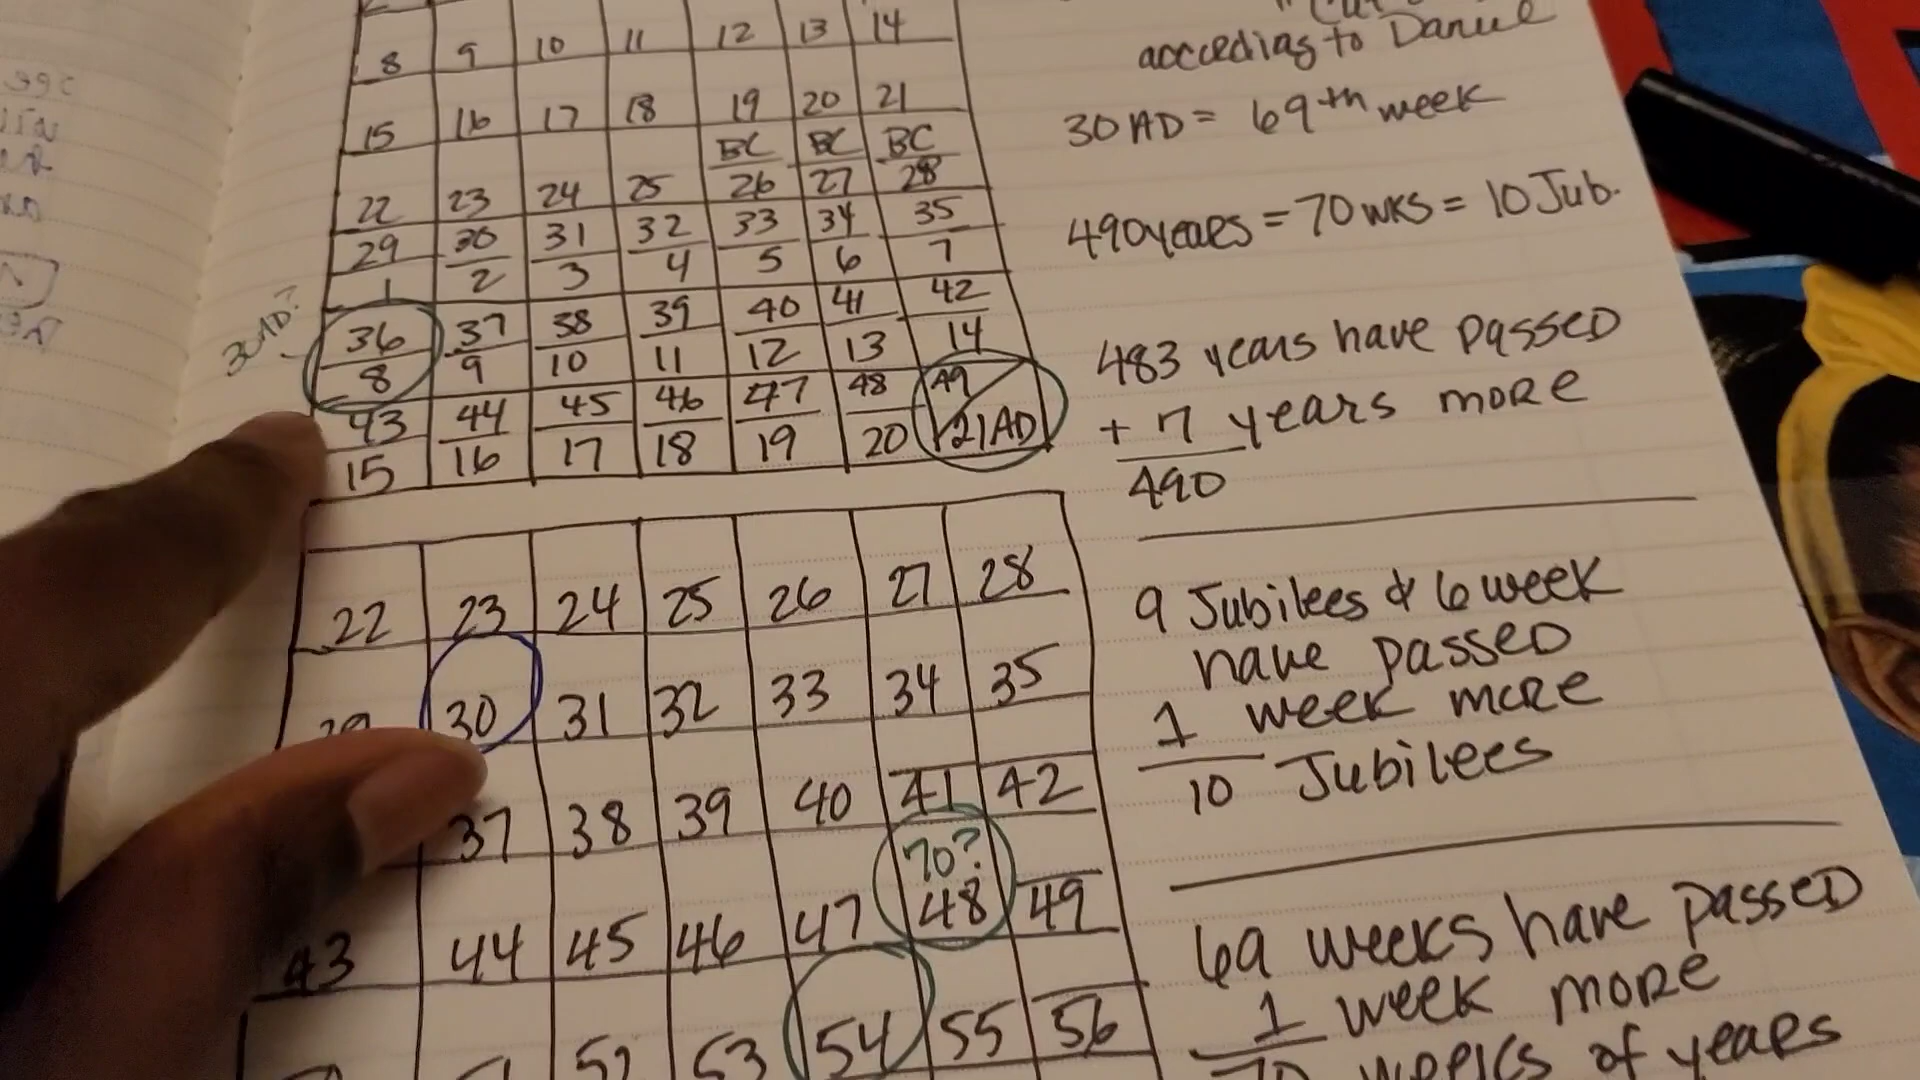 8 9 10 11 12 13 14
15 16 17 18 19 20 21
BC BC BC
22 23 24 25 26 27 28
29 30 31 32 33 34 35
1 2 3 4 5 6 7
30AD?
36 37 38 39 40 41 42
8 9 10 11 12 13 14
43 44 45 46 47 48 49
15 16 17 18 19 20 21AD
22 23 24 25 26 27 28
30 31 32 33 34 35
37 38 39 40 41 42
70?
43 44 45 46 47 48 49
52 53 54 55 56
accoediag to Daniel
30 AD = 69th week
490 years = 70 wks = 10 Jub.
483 years have passed
+ 7 years more
490
9 Jubilees & 6 week
have passed
1 week more
10 Jubilees
69 weeks have passed
1 week more
70 weeks of years